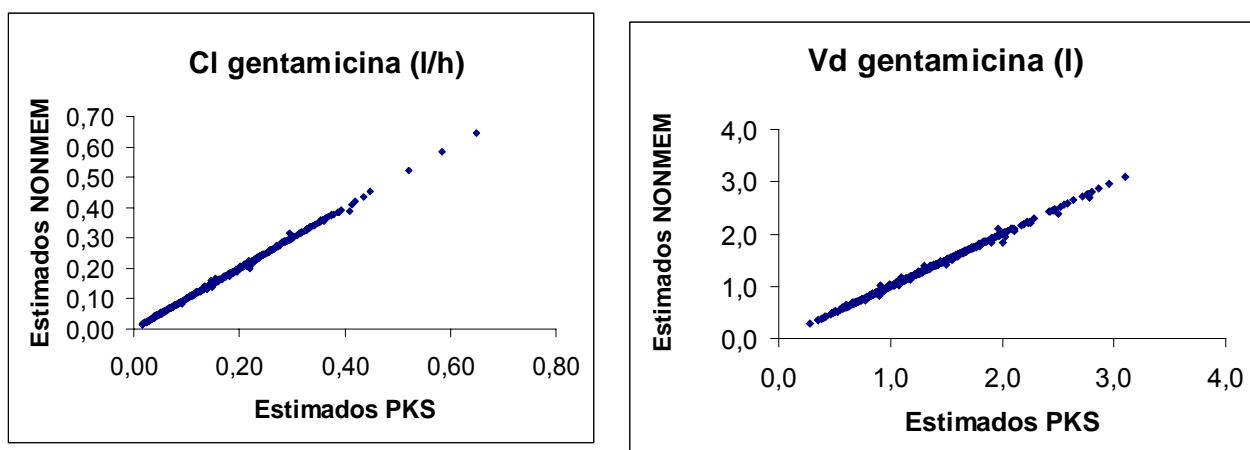 Cl gentamicina (l/h)
Estimados NONMEM
0,70
0,60
0,50
0,40
0,30
0,20
0,10
0,00
0,00 0,20 0,40 0,60 0,80
Estimados PKS
Vd gentamicina (l)
Estimados NONMEM
4,0
3,0
2,0
1,0
0,0
0,0 1,0 2,0 3,0 4,0
Estimados PKS